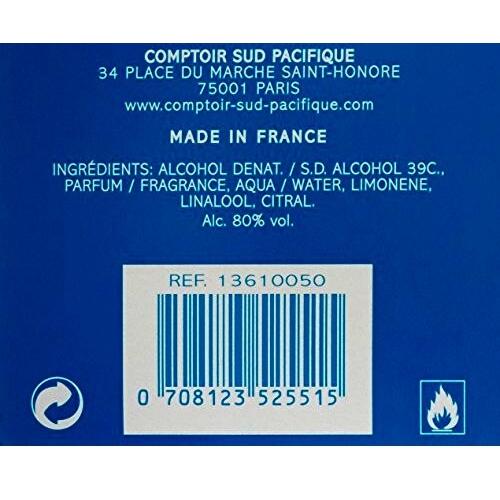 COMPTOIR SUD PACIFIQUE
34 PLACE DU MARCHE SAINT-HONORE
75001 PARIS
www.comptoir-sud-pacifique.com
MADE IN FRANCE
INGRÉDIENTS: ALCOHOL DENAT. / S.D. ALCOHOL 39C.,
PARFUM / FRAGRANCE, AQUA / WATER, LIMONENE,
LINALOOL, CITRAL.
Alc. 80% vol.
REF. 13610050
0 708123 525515